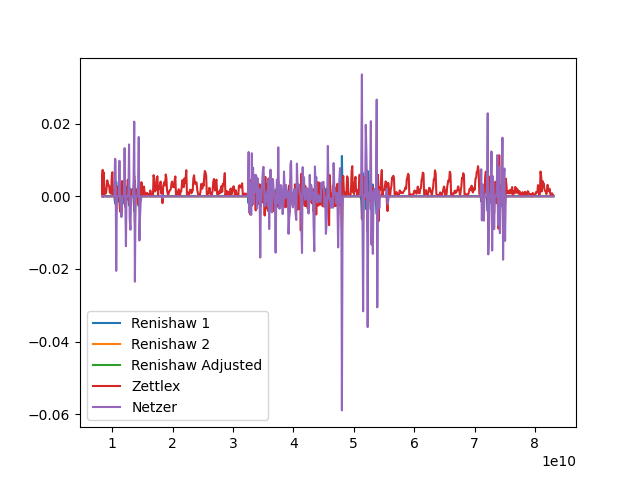 0.02
0.00
−0.02
−0.04
−0.06
Renishaw 1
Renishaw 2
Renishaw Adjusted
Zettlex
Netzer
1 2 3 4 5 6 7 8
1e10